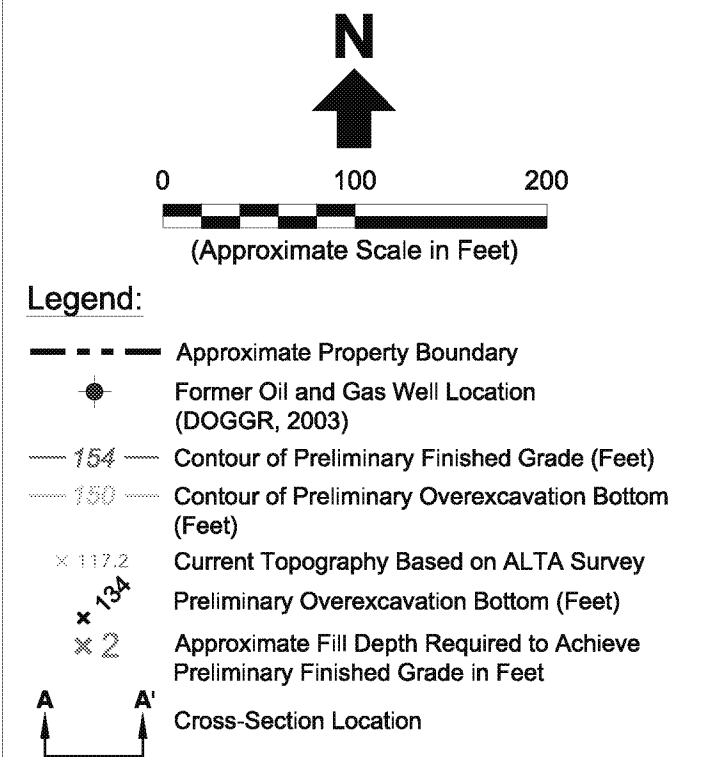 N
0 100 200
(Approximate Scale in Feet)
Legend:
Approximate Property Boundary
Former Oil and Gas Well Location
(DOGGR, 2003)
154 Contour of Preliminary Finished Grade (Feet)
150 Contour of Preliminary Overexcavation Bottom
(Feet)
× 117.2 Current Topography Based on ALTA Survey
× 134 Preliminary Overexcavation Bottom (Feet)
× 2 Approximate Fill Depth Required to Achieve
Preliminary Finished Grade in Feet
A A'
Cross-Section Location